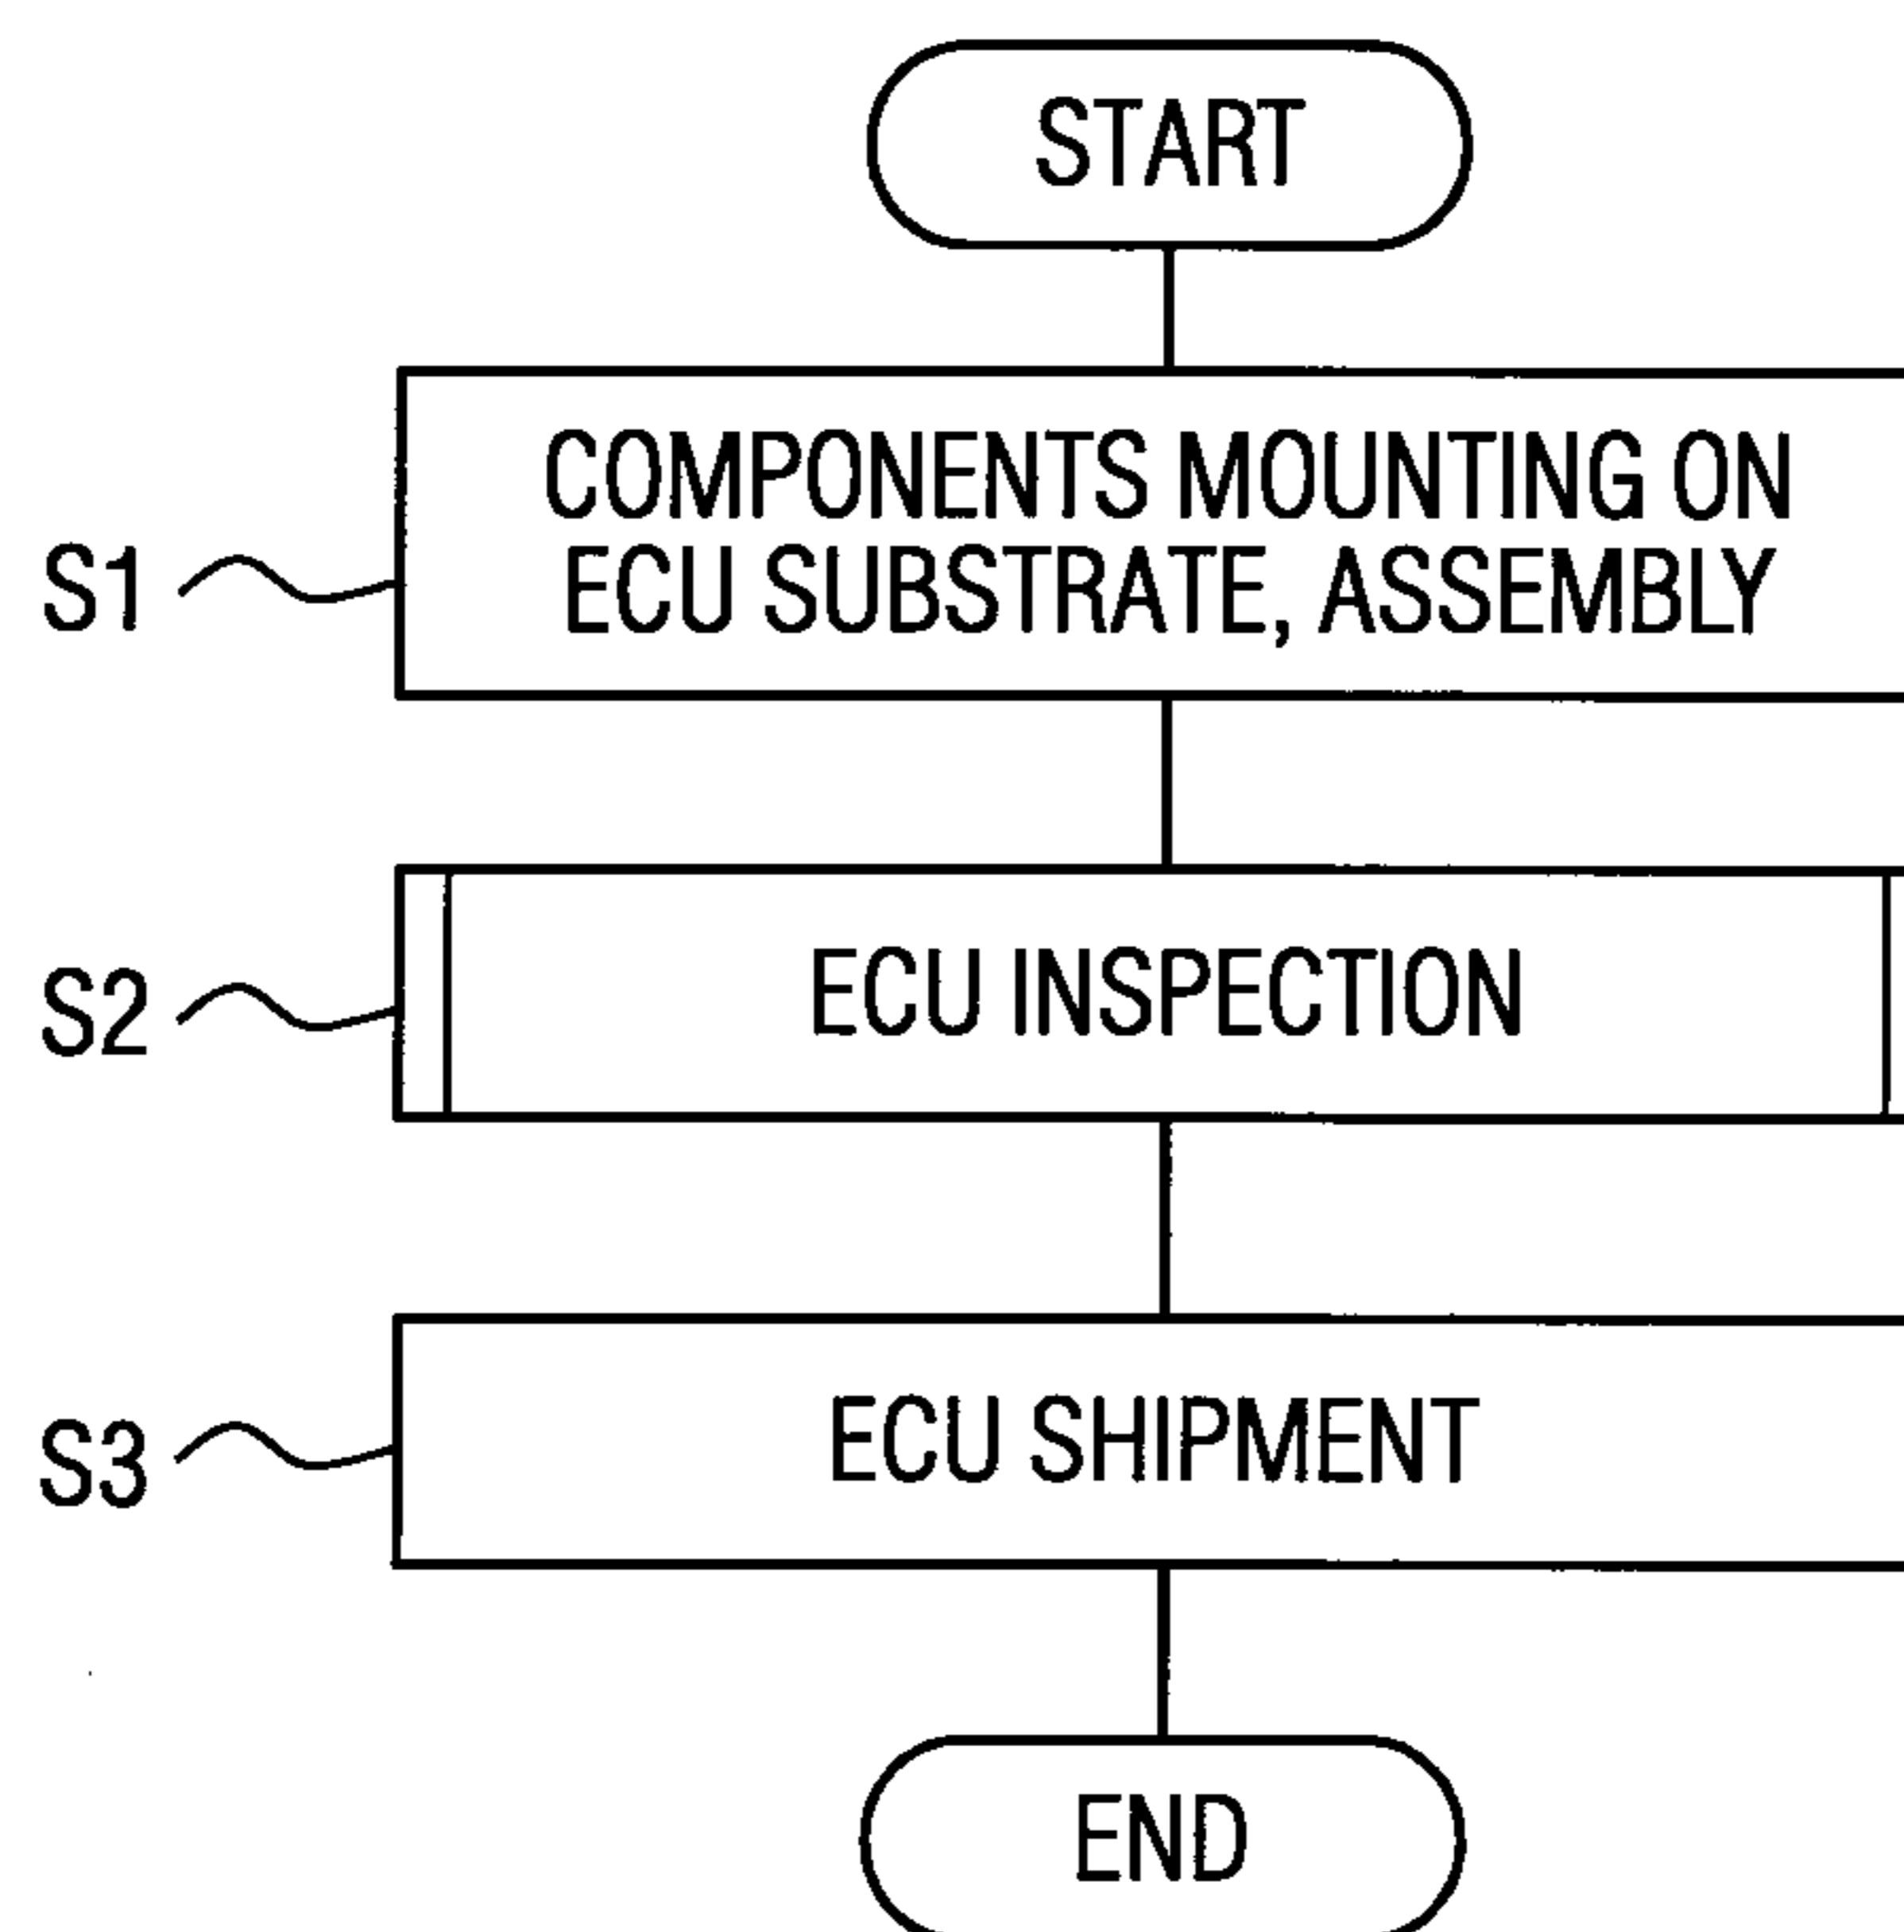 START
COMPONENTS MOUNTING ON
ECU SUBSTRATE, ASSEMBLY
S1
ECU INSPECTION
S2
ECU SHIPMENT
S3
END